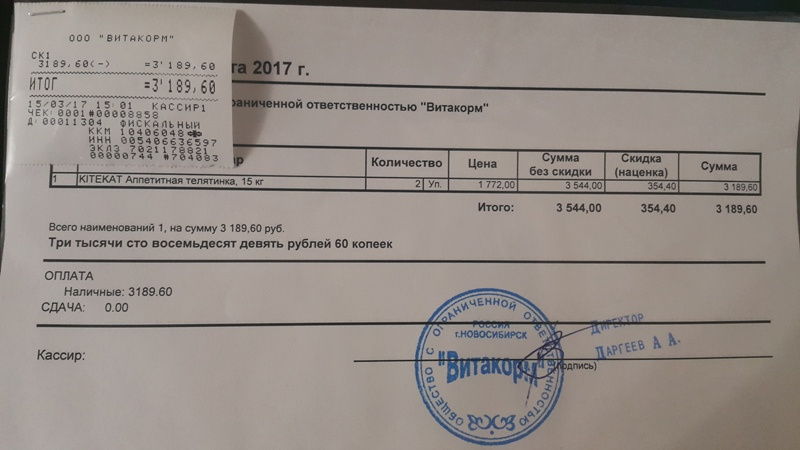 ООО "ВИТАКОРМ"
СК1
3189,60(-) =3'189,60
ИТОГ =3'189,60
15/03/17 15:01 КАССИР1
ЧЕК:0001#00008858
Д:00011304 ФИСКАЛЬНЫЙ
ККМ 10406048
ИНН 005406636597
ЭКЛЗ 7021178821
00000744 #704083
та 2017 г.
раниченной ответственностью "Витакорм"
ар Количество Цена Сумма без скидки Скидка (наценка) Сумма
1 KITEKAT Аппетитная телятинка, 15 кг 2 Уп. 1 772,00 3 544,00 354,40 3 189,60
Итого: 3 544,00 354,40 3 189,60
Всего наименований 1, на сумму 3 189,60 руб.
Три тысячи сто восемьдесят девять рублей 60 копеек
ОПЛАТА
Наличные: 3189.60
СДАЧА: 0.00
Кассир:
(подпись)
ОБЩЕСТВО С ОГРАНИЧЕННОЙ ОТВЕТСТВЕННОСТЬЮ
РОССИЯ
г.НОВОСИБИРСК
"Витакорм"
ДИРЕКТОР
ДАРГЕЕВ А А.